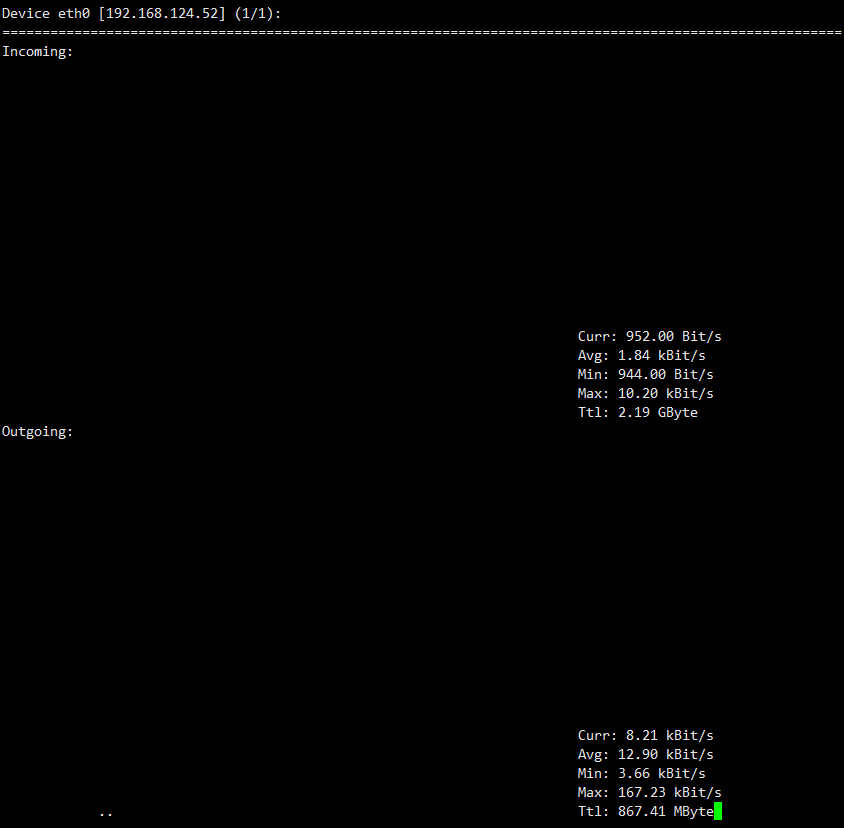 Device eth0 [192.168.124.52] (1/1):
=========================================================================================================
Incoming:
Curr: 952.00 Bit/s
Avg: 1.84 kBit/s
Min: 944.00 Bit/s
Max: 10.20 kBit/s
Ttl: 2.19 GByte
Outgoing:
Curr: 8.21 kBit/s
Avg: 12.90 kBit/s
Min: 3.66 kBit/s
Max: 167.23 kBit/s
.. Ttl: 867.41 MByte